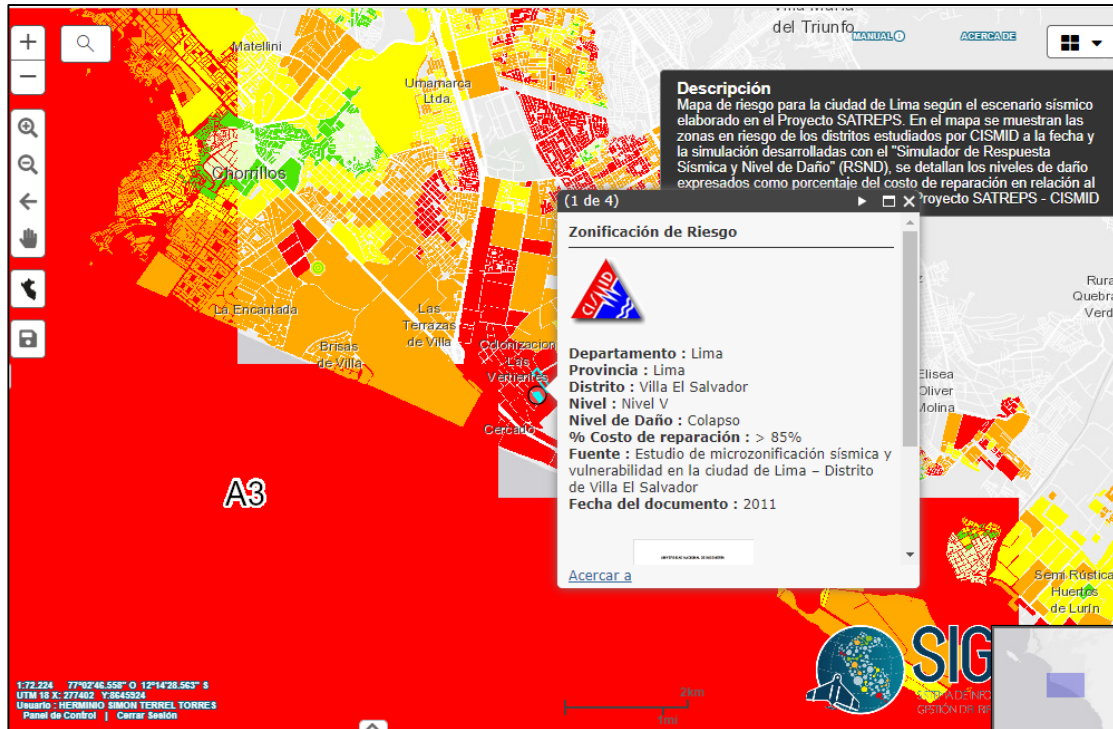 del Triunfo
MANUAL
ACERCA DE
Matellini
Umamarca
Ltda.
Chorrillos
La Encantada
Brisas
de Villa
Las
Terrazas
de Villa
Colonizacion
Las
Vertientes
Cercado
A3
Descripción
Mapa de riesgo para la ciudad de Lima según el escenario sísmico
elaborado en el Proyecto SATREPS. En el mapa se muestran las
zonas en riesgo de los distritos estudiados por CISMID a la fecha y
la simulación desarrolladas con el "Simulador de Respuesta
Sísmica y Nivel de Daño" (RSND), se detallan los niveles de daño
expresados como porcentaje del costo de reparación en relación al
Proyecto SATREPS - CISMID
(1 de 4)
Zonificación de Riesgo
CISMID
Departamento : Lima
Provincia : Lima
Distrito : Villa El Salvador
Nivel : Nivel V
Nivel de Daño : Colapso
% Costo de reparación : > 85%
Fuente : Estudio de microzonificación sísmica y
vulnerabilidad en la ciudad de Lima – Distrito
de Villa El Salvador
Fecha del documento : 2011
Acercar a
Rura
Quebra
Verd
Elisea
Oliver
Molina
Semi Rústica
Huertos
de Lurín
SIG
2km
1mi
1:72.224 77°02'46.558" O 12°14'28.563" S
UTM 18 X: 277402 Y:8645924
Usuario : HERMINIO SIMON TERREL TORRES
Panel de Control | Cerrar Sesión